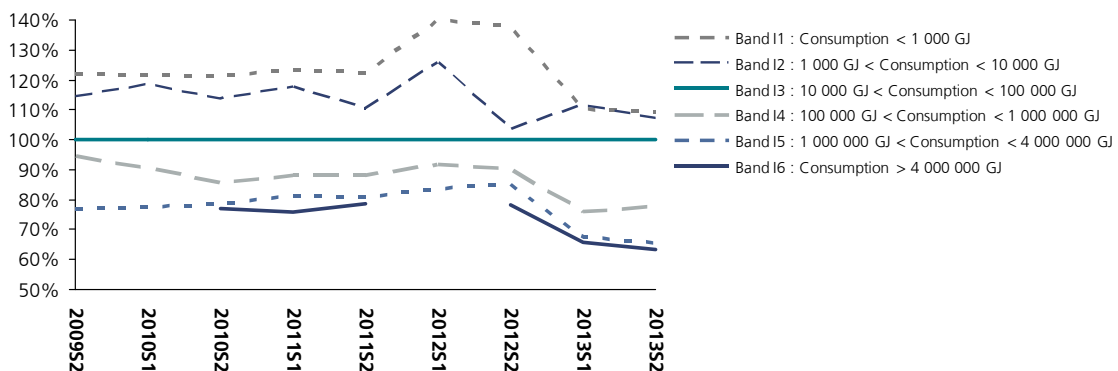 140%
130%
120%
110%
100%
90%
80%
70%
60%
50%
2009S2
2010S1
2010S2
2011S1
2011S2
2012S1
2012S2
2013S1
2013S2
Band I1 : Consumption < 1 000 GJ
Band I2 : 1 000 GJ < Consumption < 10 000 GJ
Band I3 : 10 000 GJ < Consumption < 100 000 GJ
Band I4 : 100 000 GJ < Consumption < 1 000 000 GJ
Band I5 : 1 000 000 GJ < Consumption < 4 000 000 GJ
Band I6 : Consumption > 4 000 000 GJ